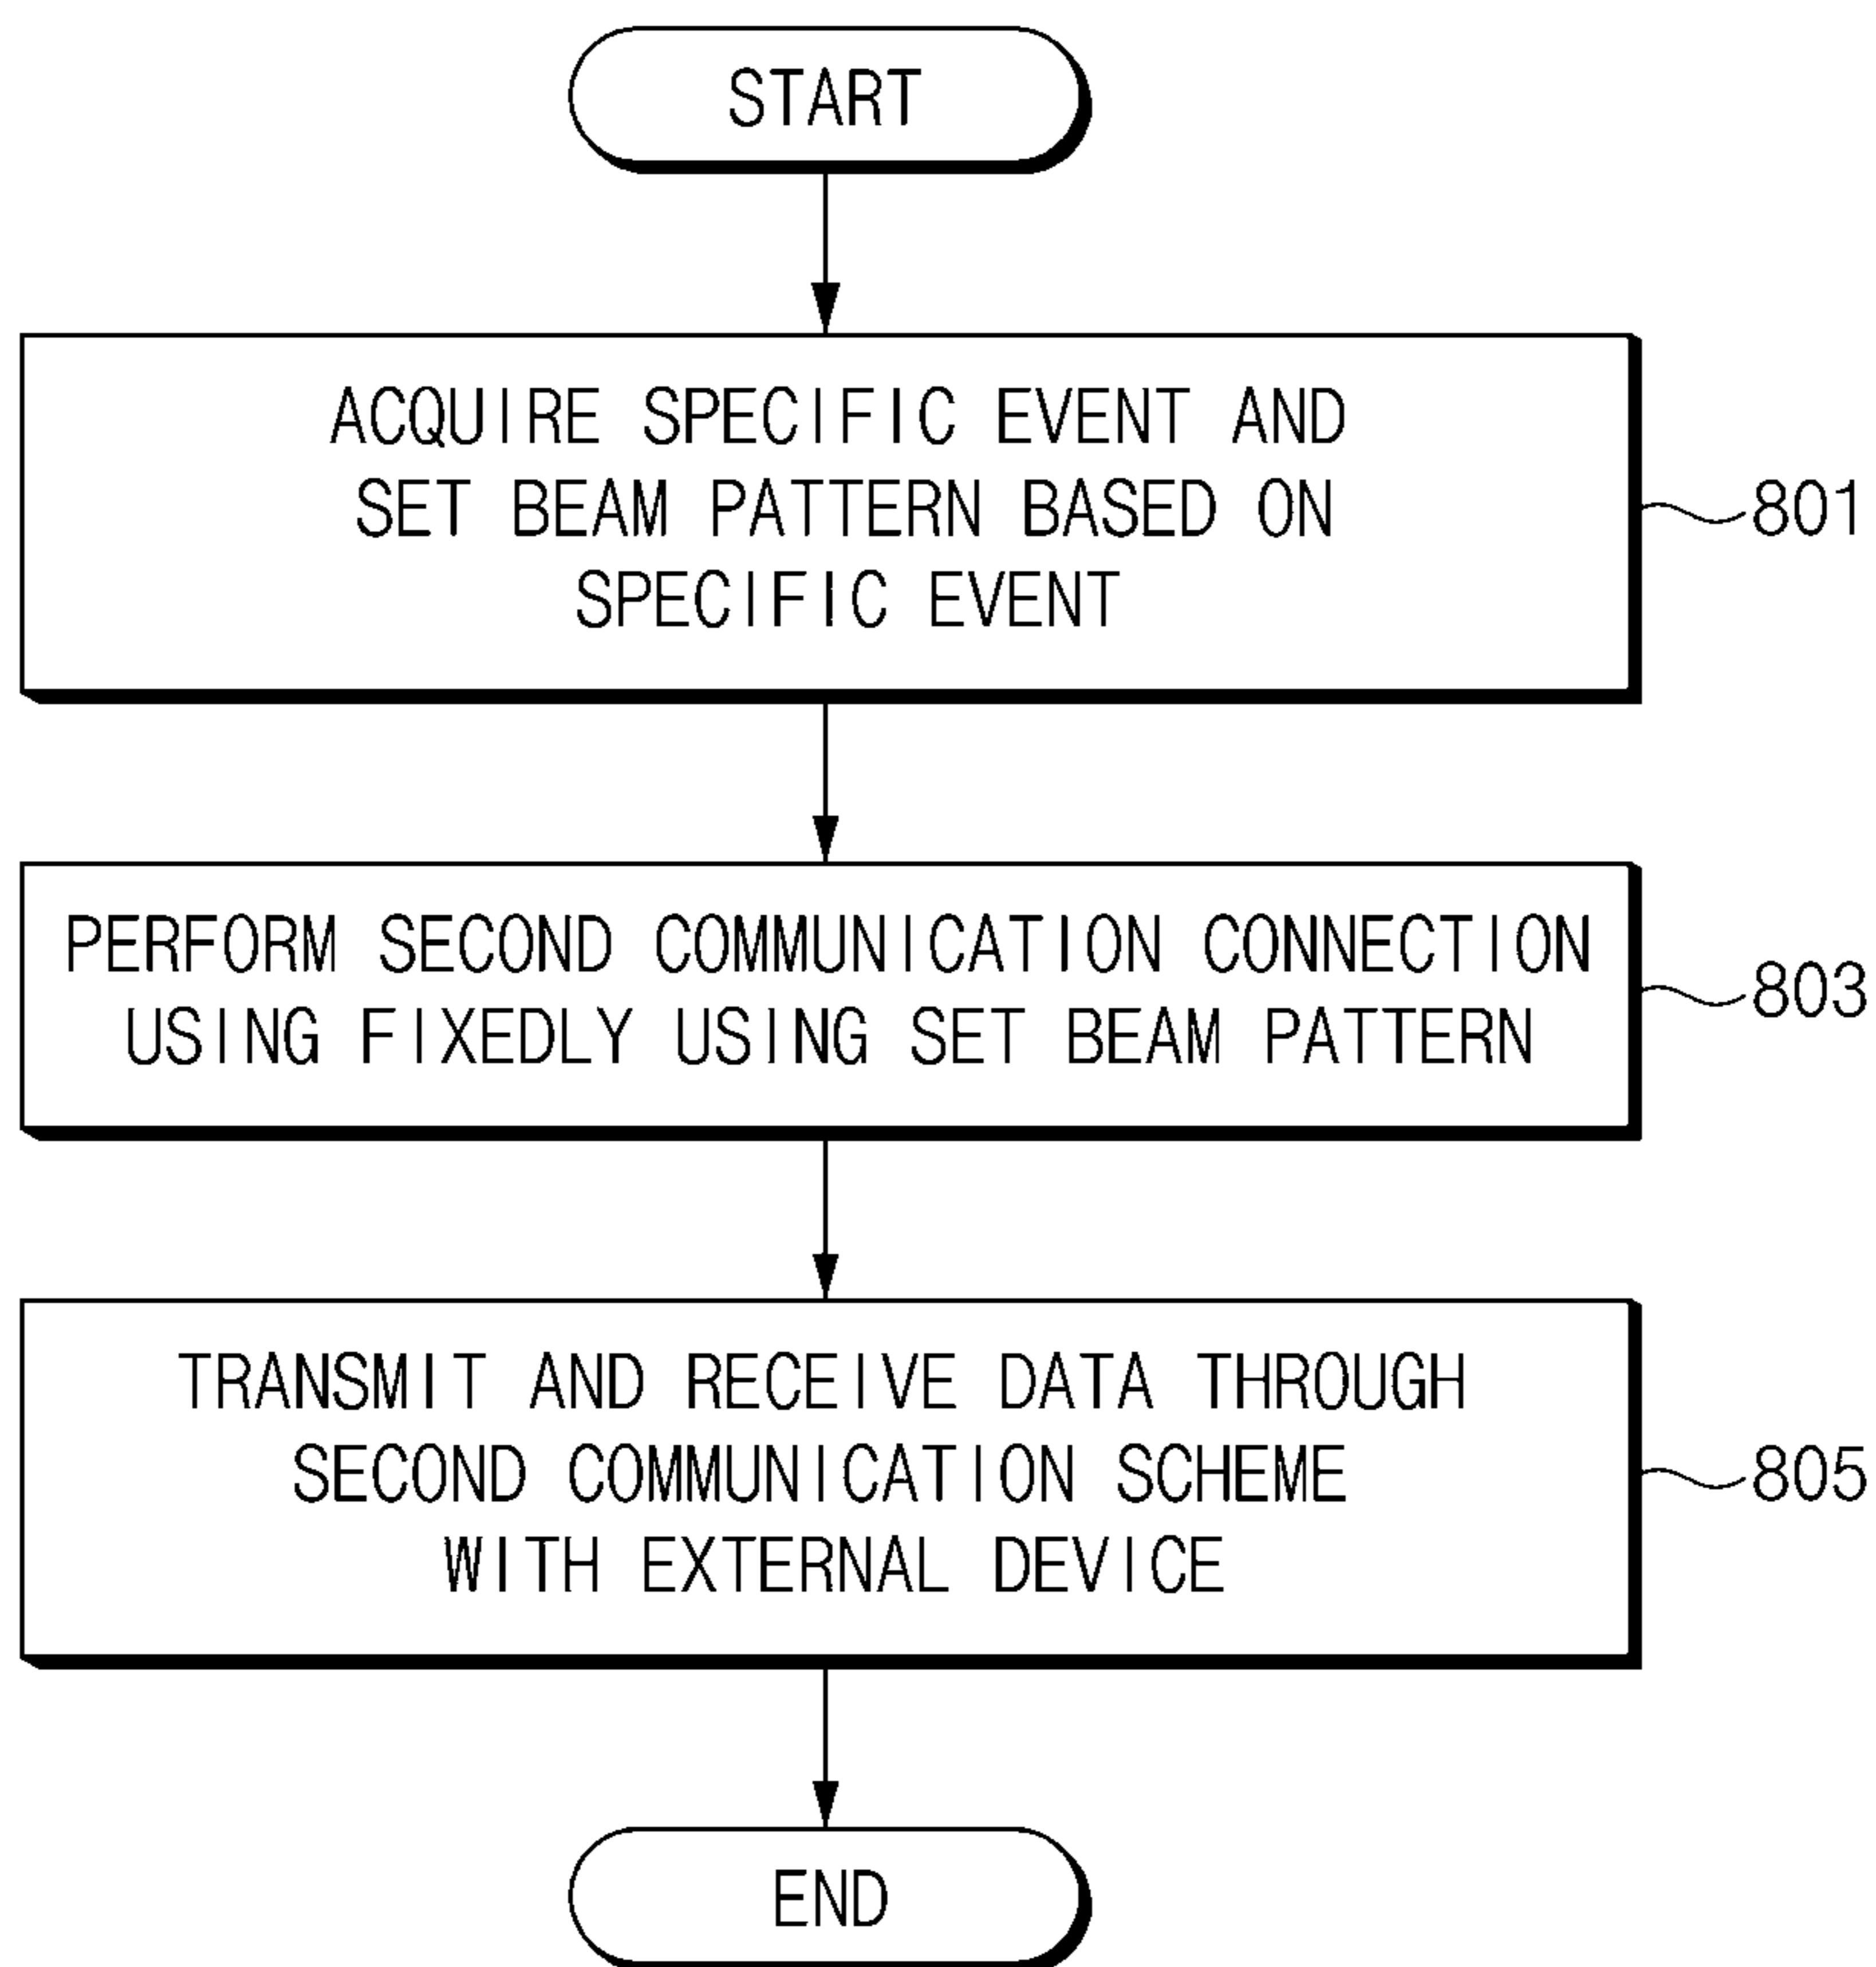 START
ACQUIRE SPECIFIC EVENT AND
SET BEAM PATTERN BASED ON
SPECIFIC EVENT
801
PERFORM SECOND COMMUNICATION CONNECTION
USING FIXEDLY USING SET BEAM PATTERN
803
TRANSMIT AND RECEIVE DATA THROUGH
SECOND COMMUNICATION SCHEME
WITH EXTERNAL DEVICE
805
END